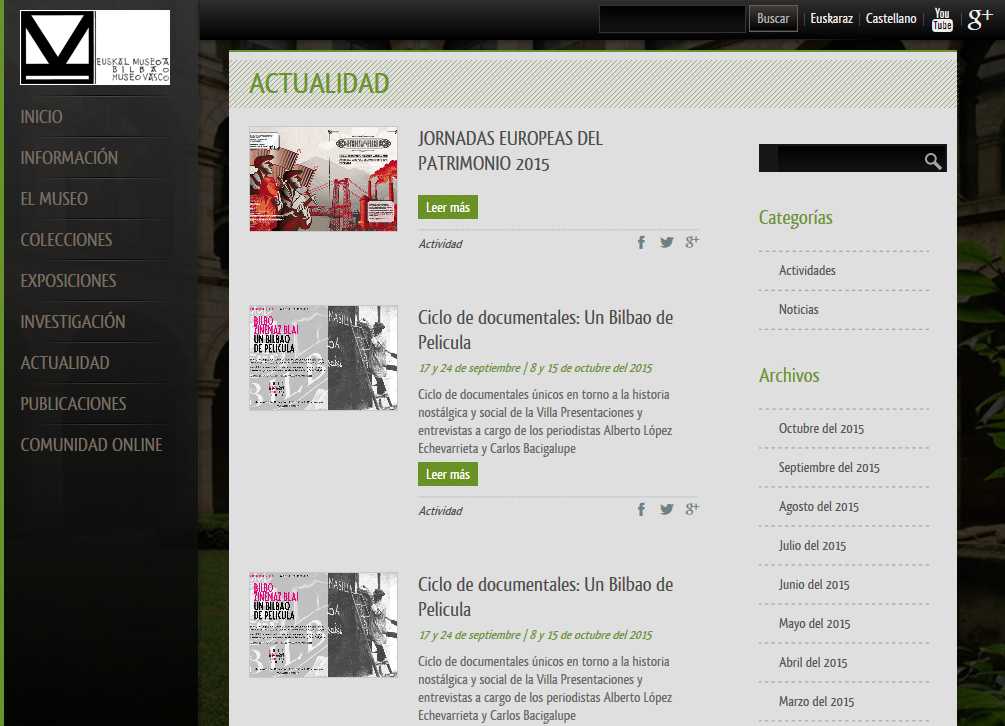 EUSKAL MUSEOA
BILBAO
MUSEO VASCO
Buscar
Euskaraz
Castellano
You
Tube
g+
INICIO
INFORMACIÓN
EL MUSEO
COLECCIONES
EXPOSICIONES
INVESTIGACIÓN
ACTUALIDAD
PUBLICACIONES
COMUNIDAD ONLINE
ACTUALIDAD
JORNADAS EUROPEAS DEL
PATRIMONIO 2015
Leer más
Actividad
BILBO
ZINEMAZ BLAI
UN BILBAO
DE PELICULA
Ciclo de documentales: Un Bilbao de
Pelicula
17 y 24 de septiembre | 8 y 15 de octubre del 2015
Ciclo de documentales únicos en torno a la historia
nostálgica y social de la Villa Presentaciones y
entrevistas a cargo de los periodistas Alberto López
Echevarrieta y Carlos Bacigalupe
Leer más
Actividad
BILBO
ZINEMAZ BLAI
UN BILBAO
DE PELICULA
Ciclo de documentales: Un Bilbao de
Pelicula
17 y 24 de septiembre | 8 y 15 de octubre del 2015
Ciclo de documentales únicos en torno a la historia
nostálgica y social de la Villa Presentaciones y
entrevistas a cargo de los periodistas Alberto López
Echevarrieta y Carlos Bacigalupe
Categorías
Actividades
Noticias
Archivos
Octubre del 2015
Septiembre del 2015
Agosto del 2015
Julio del 2015
Junio del 2015
Mayo del 2015
Abril del 2015
Marzo del 2015